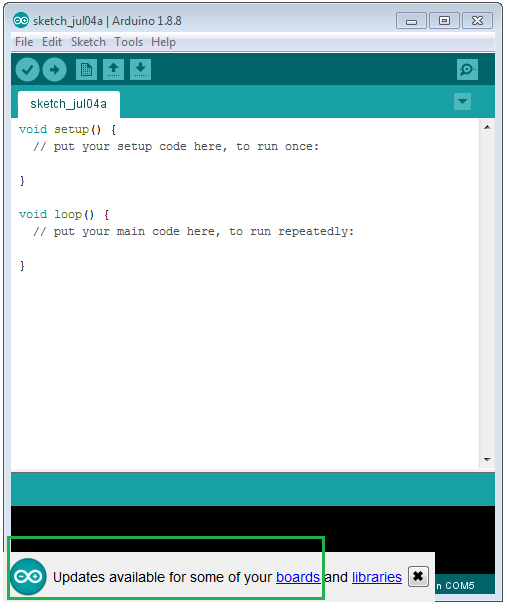 sketch_jul04a | Arduino 1.8.8
File Edit Sketch Tools Help
sketch_jul04a
void setup() {
  // put your setup code here, to run once:
}
void loop() {
  // put your main code here, to run repeatedly:
}
Updates available for some of your boards and libraries
n COM5